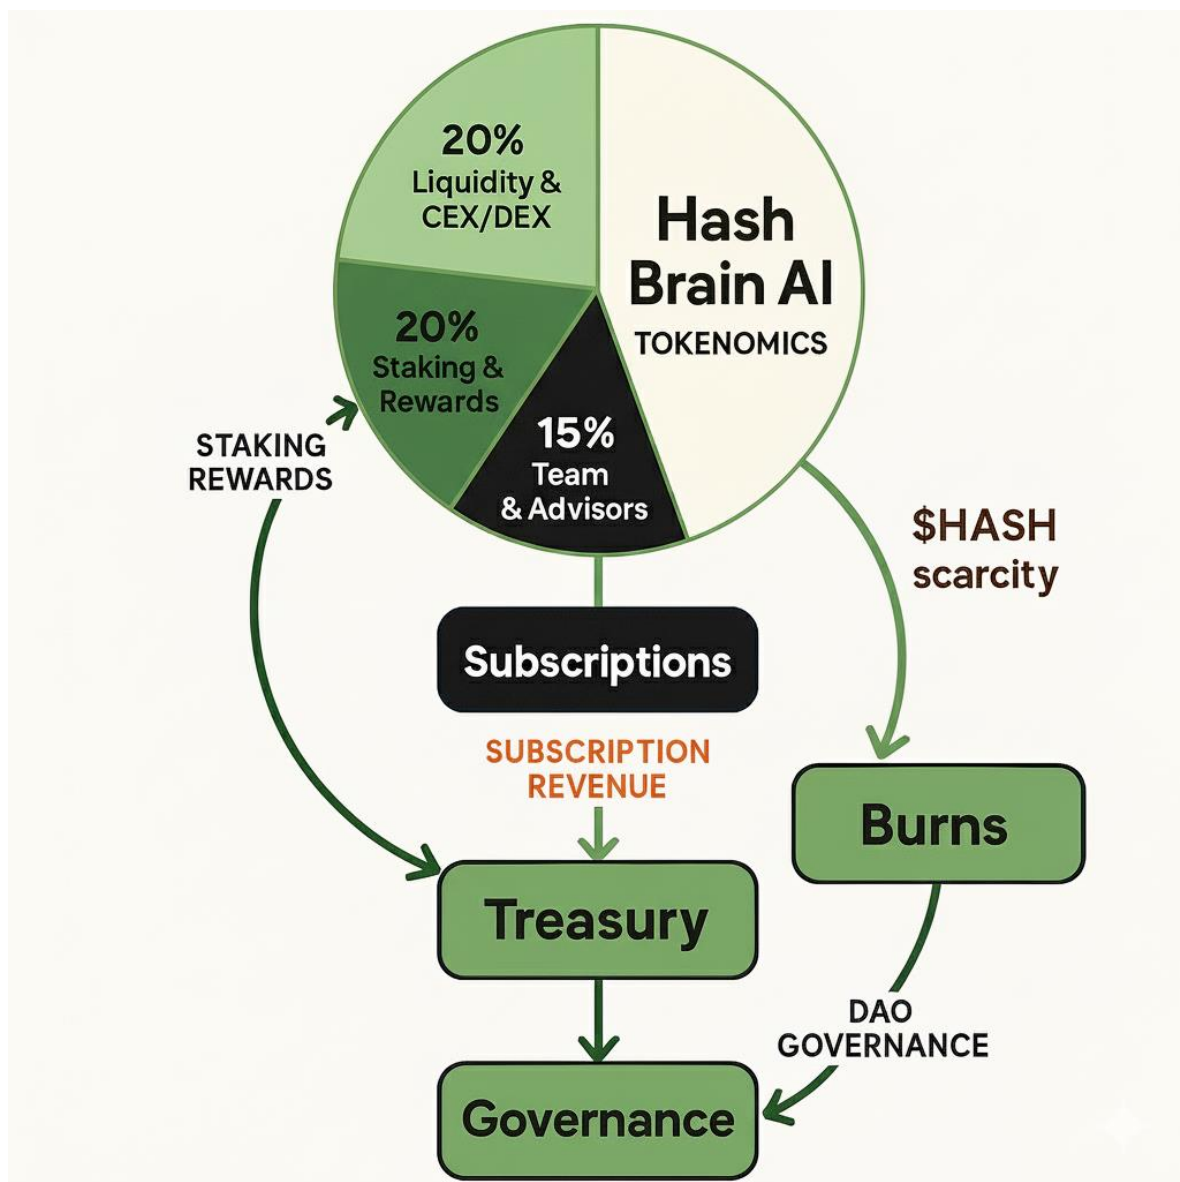 20%
Liquidity &
CEX/DEX
Hash
Brain AI
TOKENOMICS
20%
Staking &
Rewards
15%
Team
& Advisors
STAKING
REWARDS
$HASH
scarcity
Subscriptions
SUBSCRIPTION
REVENUE
Burns
Treasury
DAO
GOVERNANCE
Governance